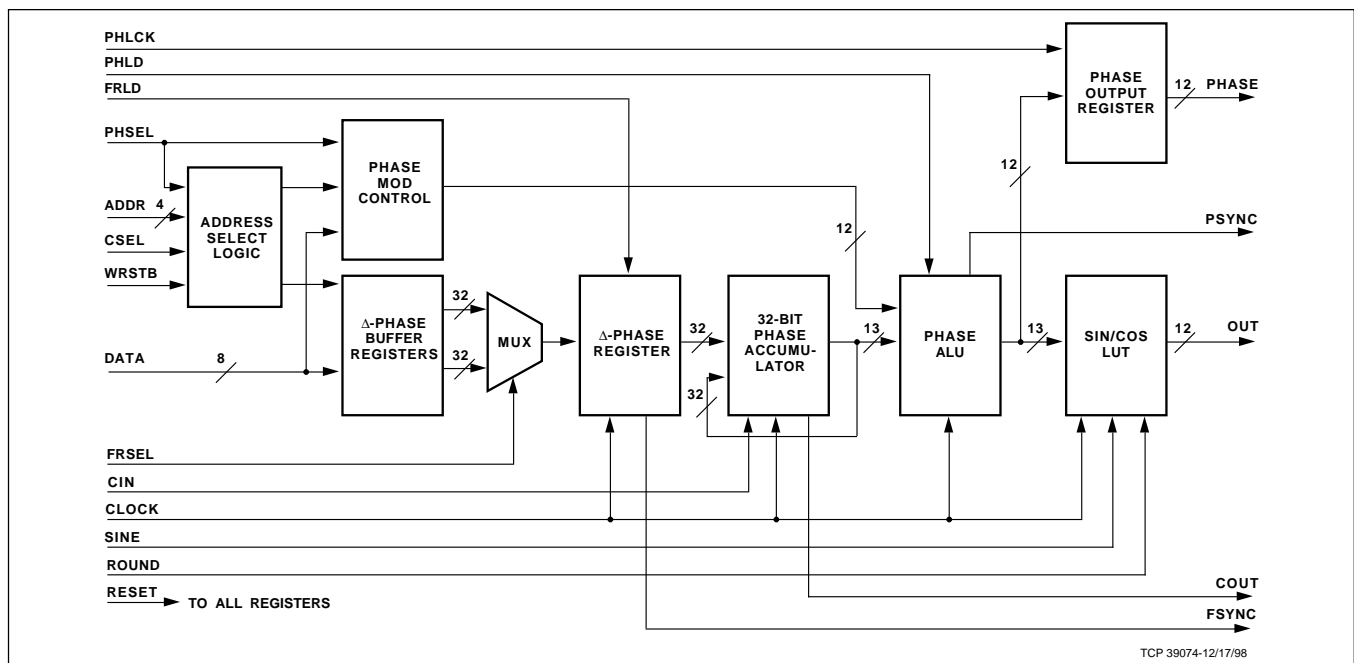 PHLCK
PHLD
FRLD
PHSEL
ADDR 4
CSEL
WRSTB
DATA
8
ADDRESS
SELECT
LOGIC
PHASE
MOD
CONTROL
Δ-PHASE
BUFFER
REGISTERS
32
32
MUX
Δ-PHASE
REGISTER
32
32-BIT
PHASE
ACCUMU-
LATOR
32
13
12
PHASE
ALU
13
12
PHASE
OUTPUT
REGISTER
12
PHASE
PSYNC
SIN/COS
LUT
12
OUT
FRSEL
CIN
CLOCK
SINE
ROUND
RESET
TO ALL REGISTERS
COUT
FSYNC
TCP 39074-12/17/98